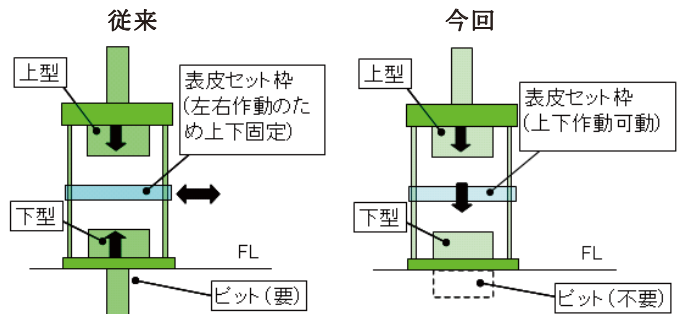 従来
上型
表皮セット枠
(左右作動のた
め上下固定)
下型
FL
ピット(要)
今回
上型
表皮セット枠
(上下作動可動)
下型
FL
ピット(不要)